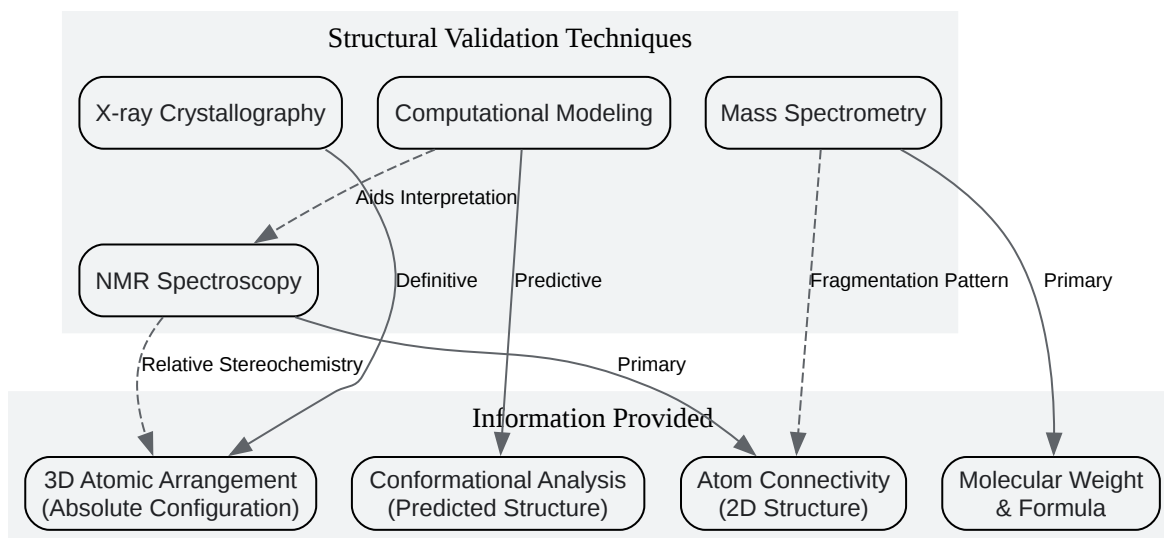 Structural Validation Techniques
X-ray Crystallography
Computational Modeling
Mass Spectrometry
Aids Interpretation
NMR Spectroscopy
Definitive
Predictive
Fragmentation Pattern
Primary
Relative Stereochemistry
Primary
Information Provided
3D Atomic Arrangement
(Absolute Configuration)
Conformational Analysis
(Predicted Structure)
Atom Connectivity
(2D Structure)
Molecular Weight
& Formula